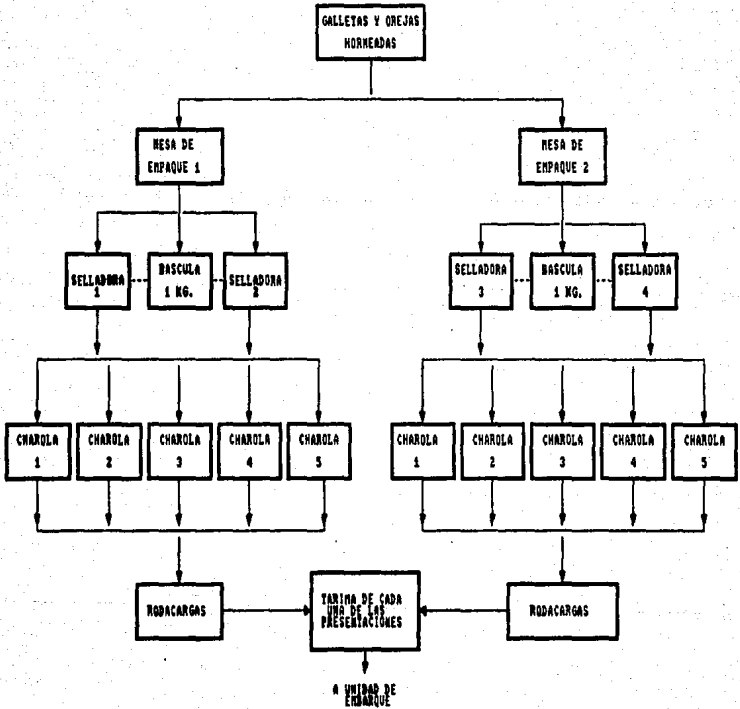 GALLETAS Y OREJAS
HORNEADAS
MESA DE
EMPAQUE 1
MESA DE
EMPAQUE 2
SELLADORA
1
BASCULA
1 KG.
SELLADORA
2
SELLADORA
3
BASCULA
1 KG.
SELLADORA
4
CHAROLA
1
CHAROLA
2
CHAROLA
3
CHAROLA
4
CHAROLA
5
CHAROLA
1
CHAROLA
2
CHAROLA
3
CHAROLA
4
CHAROLA
5
RODACARGAS
TARIMA DE CADA
UNA DE LAS
PRESENTACIONES
RODACARGAS
A UNIDAD DE
EMBARQUE